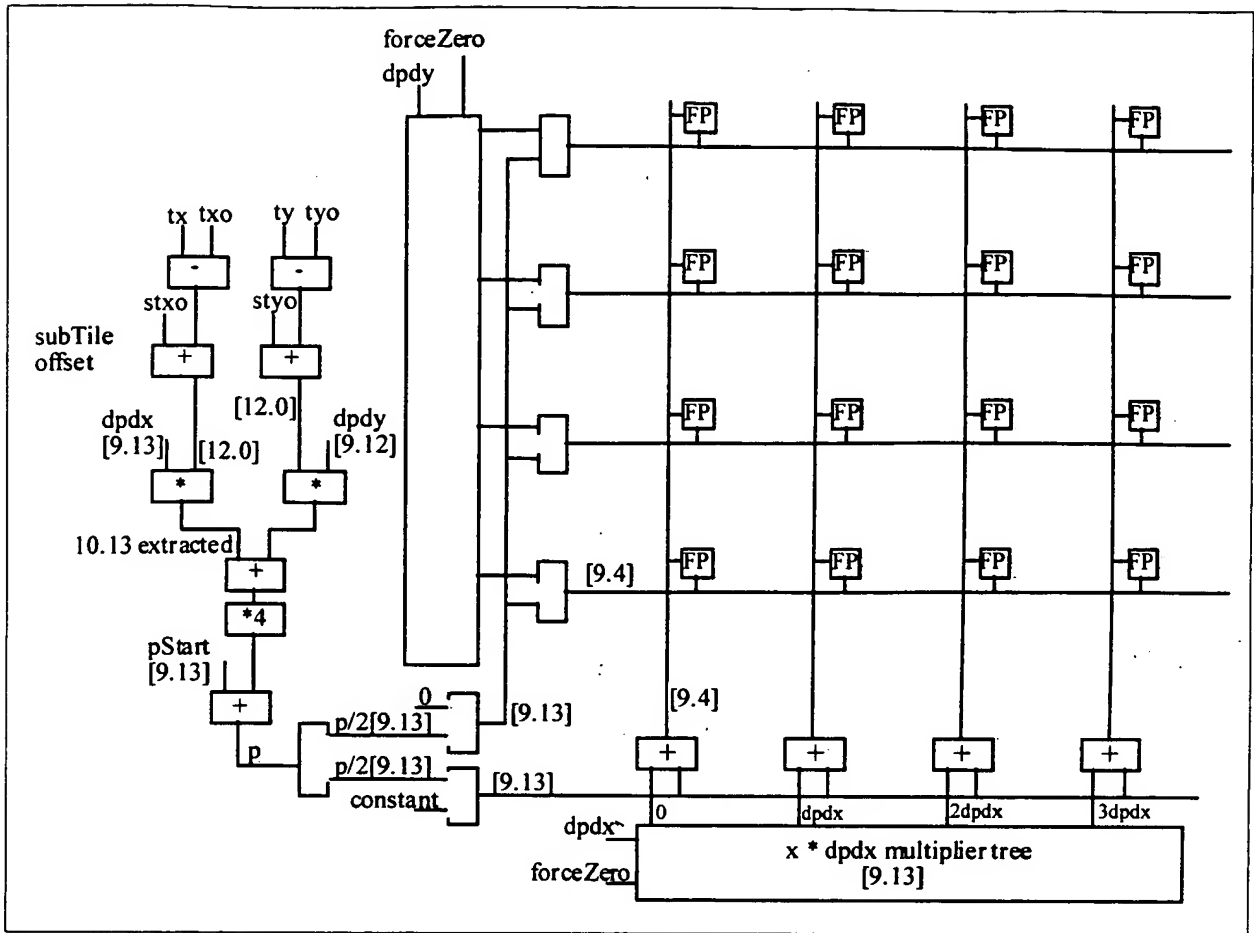 forceZero
dpdy
FP FP FP FP
tx txo ty tyo
- -
FP FP FP FP
stxo styo
subTile
offset
+ +
[12.0]
dpdx dpdy
[9.13] [12.0] [9.12]
FP FP FP FP
* *
10.13 extracted
+
[9.4]
FP FP FP FP
*4
pStart
[9.13]
+
0
[9.13]
[9.4]
p
p/2[9.13]
+ + + +
p/2[9.13]
[9.13]
constant
0 dpdx 2dpdx 3dpdx
dpdx
x * dpdx multiplier tree
forceZero
[9.13]